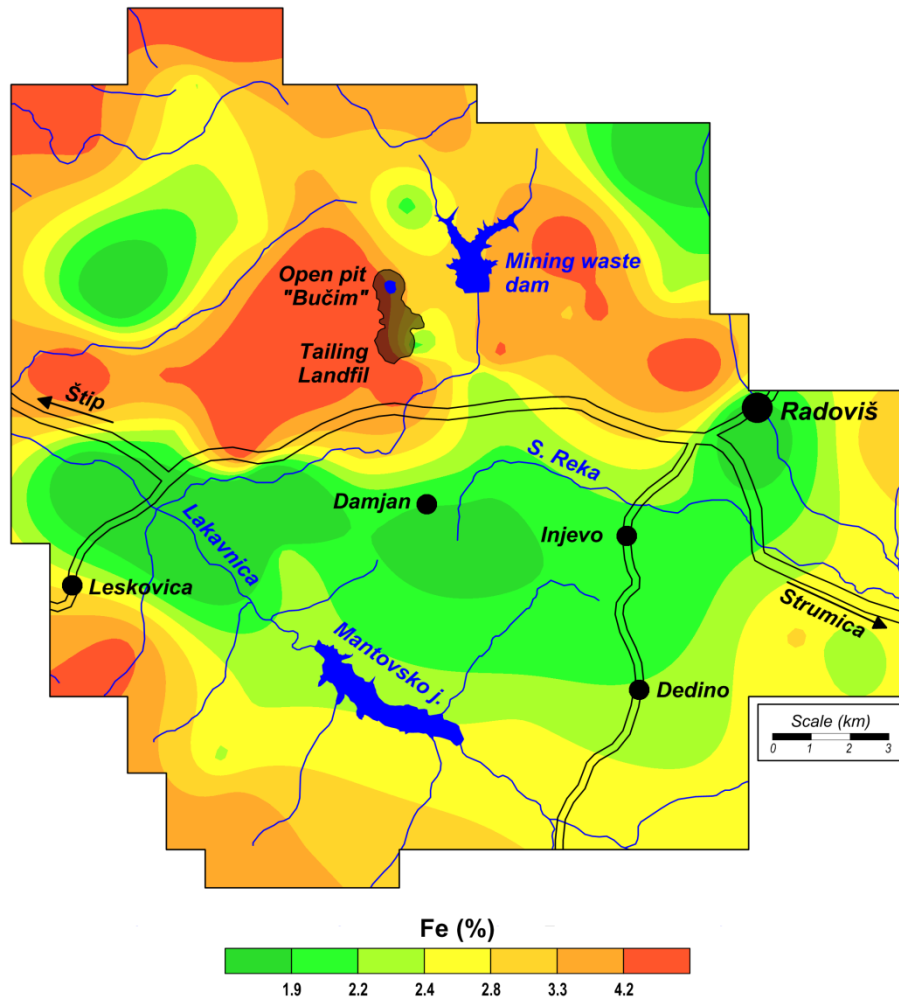 Open pit
"Bučim"
Mining waste
dam
Tailing
Landfil
Štip
Radoviš
S. Reka
Damjan
Injevo
Lakavnica
Leskovica
Strumica
Mantovsko j.
Dedino
Scale (km)
0 1 2 3
Fe (%)
1.9 2.2 2.4 2.8 3.3 4.2